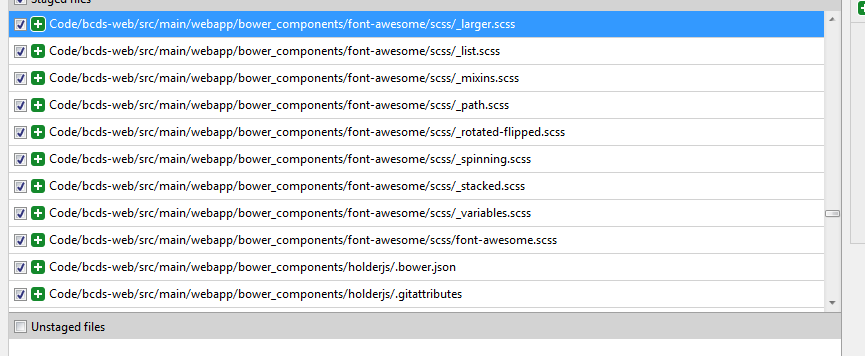 Staged files
Code/bcds-web/src/main/webapp/bower_components/font-awesome/scss/_larger.scss
Code/bcds-web/src/main/webapp/bower_components/font-awesome/scss/_list.scss
Code/bcds-web/src/main/webapp/bower_components/font-awesome/scss/_mixins.scss
Code/bcds-web/src/main/webapp/bower_components/font-awesome/scss/_path.scss
Code/bcds-web/src/main/webapp/bower_components/font-awesome/scss/_rotated-flipped.scss
Code/bcds-web/src/main/webapp/bower_components/font-awesome/scss/_spinning.scss
Code/bcds-web/src/main/webapp/bower_components/font-awesome/scss/_stacked.scss
Code/bcds-web/src/main/webapp/bower_components/font-awesome/scss/_variables.scss
Code/bcds-web/src/main/webapp/bower_components/font-awesome/scss/font-awesome.scss
Code/bcds-web/src/main/webapp/bower_components/holderjs/.bower.json
Code/bcds-web/src/main/webapp/bower_components/holderjs/.gitattributes
Unstaged files